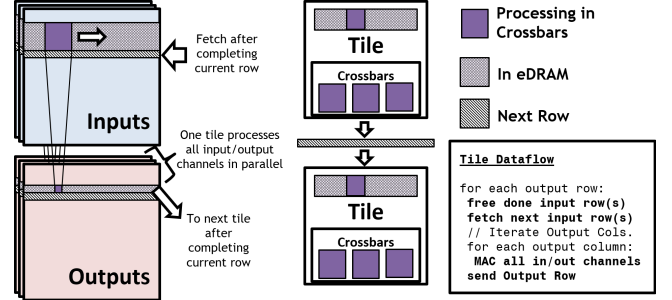 Inputs
Fetch after
completing
current row
One tile processes
all input/output
channels in parallel
Outputs
To next tile
after
completing
current row
Tile
Crossbars
Tile
Crossbars
Processing in
Crossbars
In eDRAM
Next Row
Tile Dataflow
for each output row:
free done input row(s)
fetch next input row(s)
// Iterate Output Cols.
for each output column:
MAC all in/out channels
send Output Row